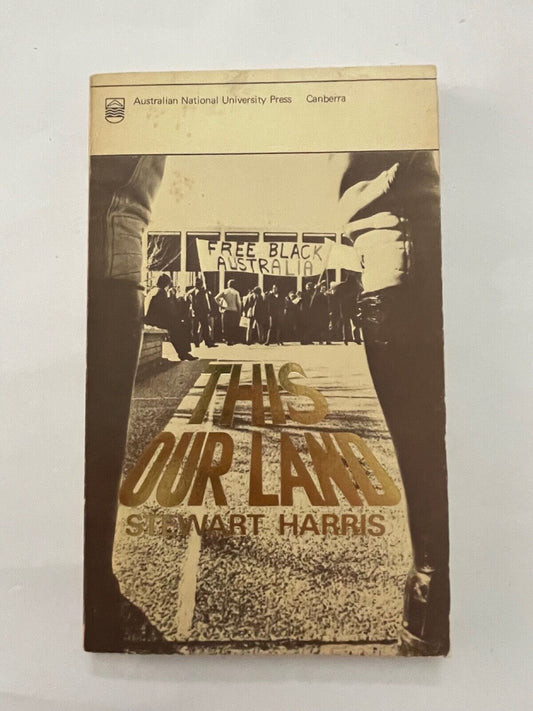 Australian National University Press Canberra
FREE BLACK
AUSTRALIA
THIS
OUR LAND
STEWART HARRIS